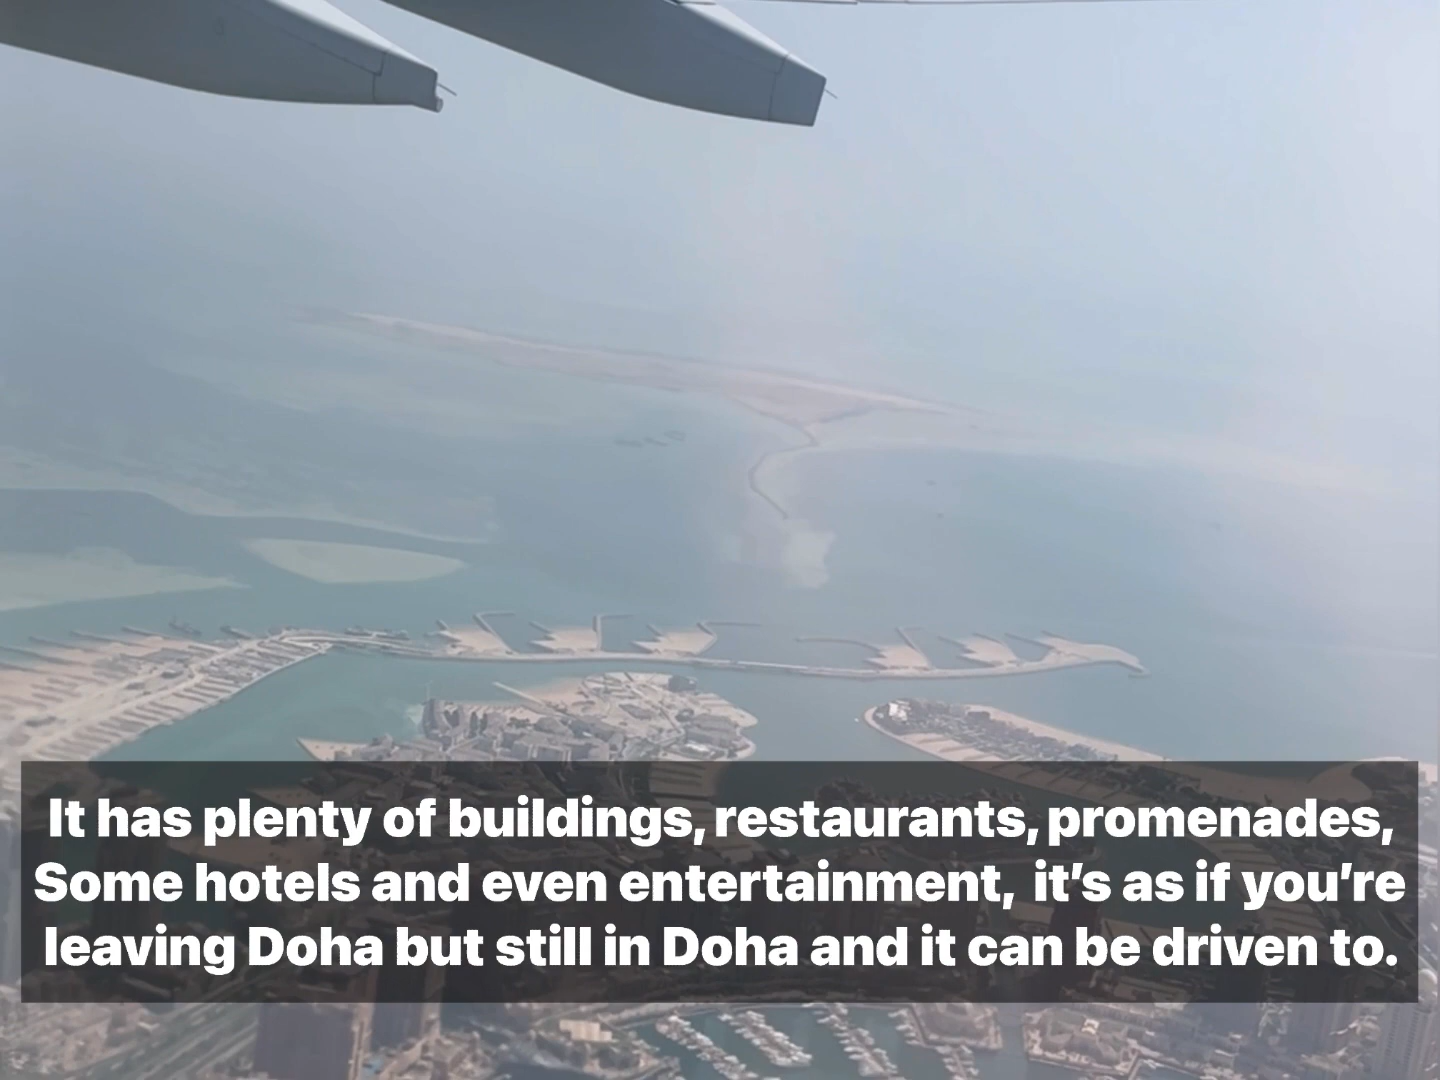 It has plenty of buildings, restaurants, promenades,
Some hotels and even entertainment, it's as if you're
leaving Doha but still in Doha and it can be driven to.